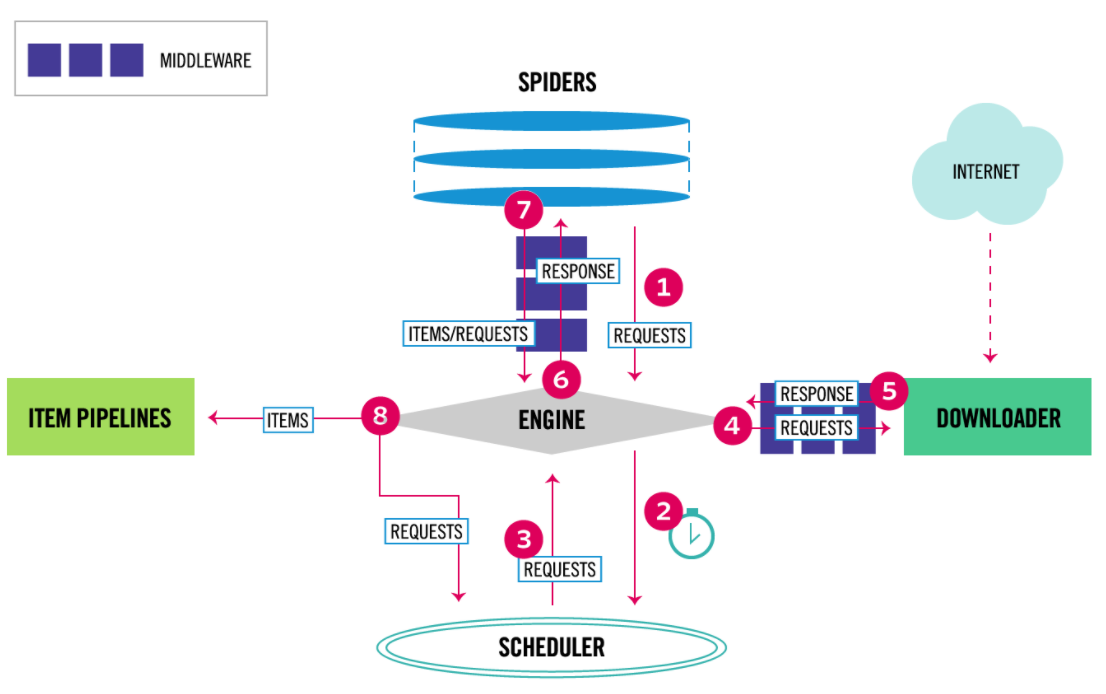 MIDDLEWARE
SPIDERS
INTERNET
7
RESPONSE
1
ITEMS/REQUESTS
REQUESTS
6
ITEM PIPELINES
ITEMS
8
ENGINE
4
RESPONSE
5
REQUESTS
DOWNLOADER
2
REQUESTS
3
REQUESTS
SCHEDULER